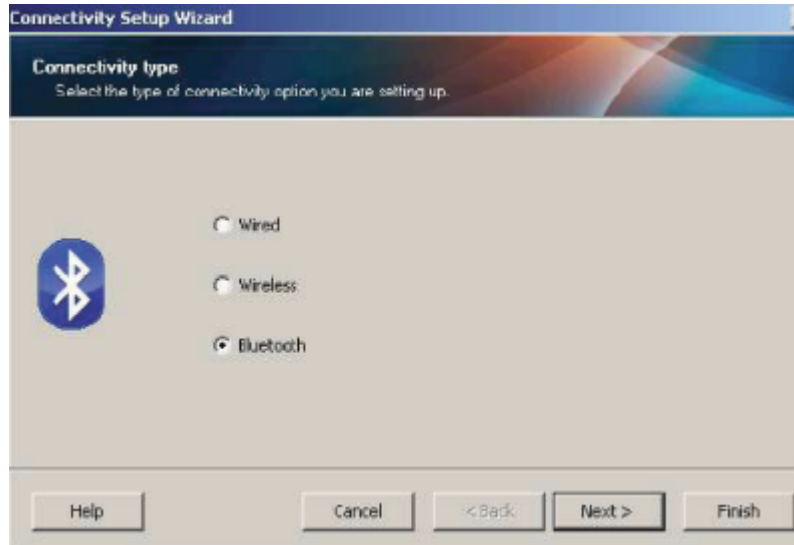 Connectivity Setup Wizard
Connectivity type
Select the type of connectivity option you are setting up.
Wired
Wireless
Bluetooth
Help Cancel < Back Next > Finish